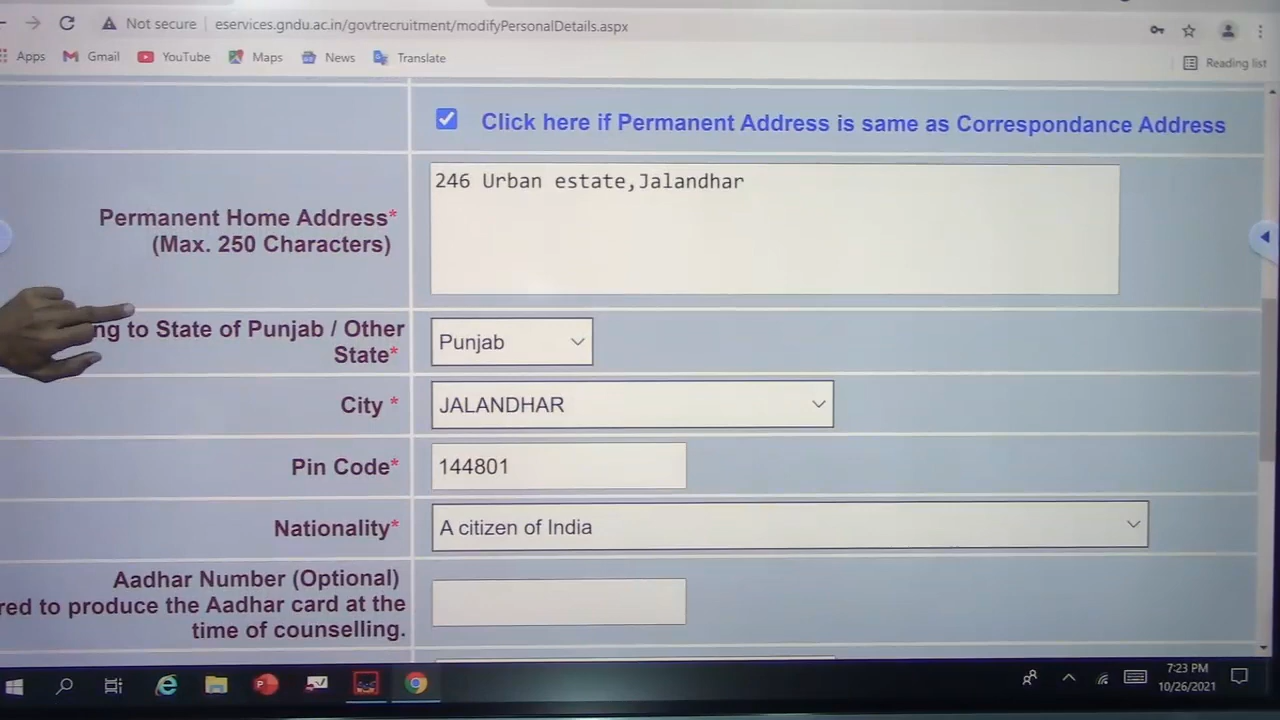 Not secure eservices.gndu.ac.in/govtrecruitment/modifyPersonalDetails.aspx
Apps Gmail YouTube Maps News Translate Reading list
Click here if Permanent Address is same as Correspondance Address
Permanent Home Address*
(Max. 250 Characters)
246 Urban estate,Jalandhar
to State of Punjab / Other
State*
Punjab
City *
JALANDHAR
Pin Code*
144801
Nationality*
A citizen of India
Aadhar Number (Optional)
to produce the Aadhar card at the
time of counselling.
7:23 PM
10/26/2021